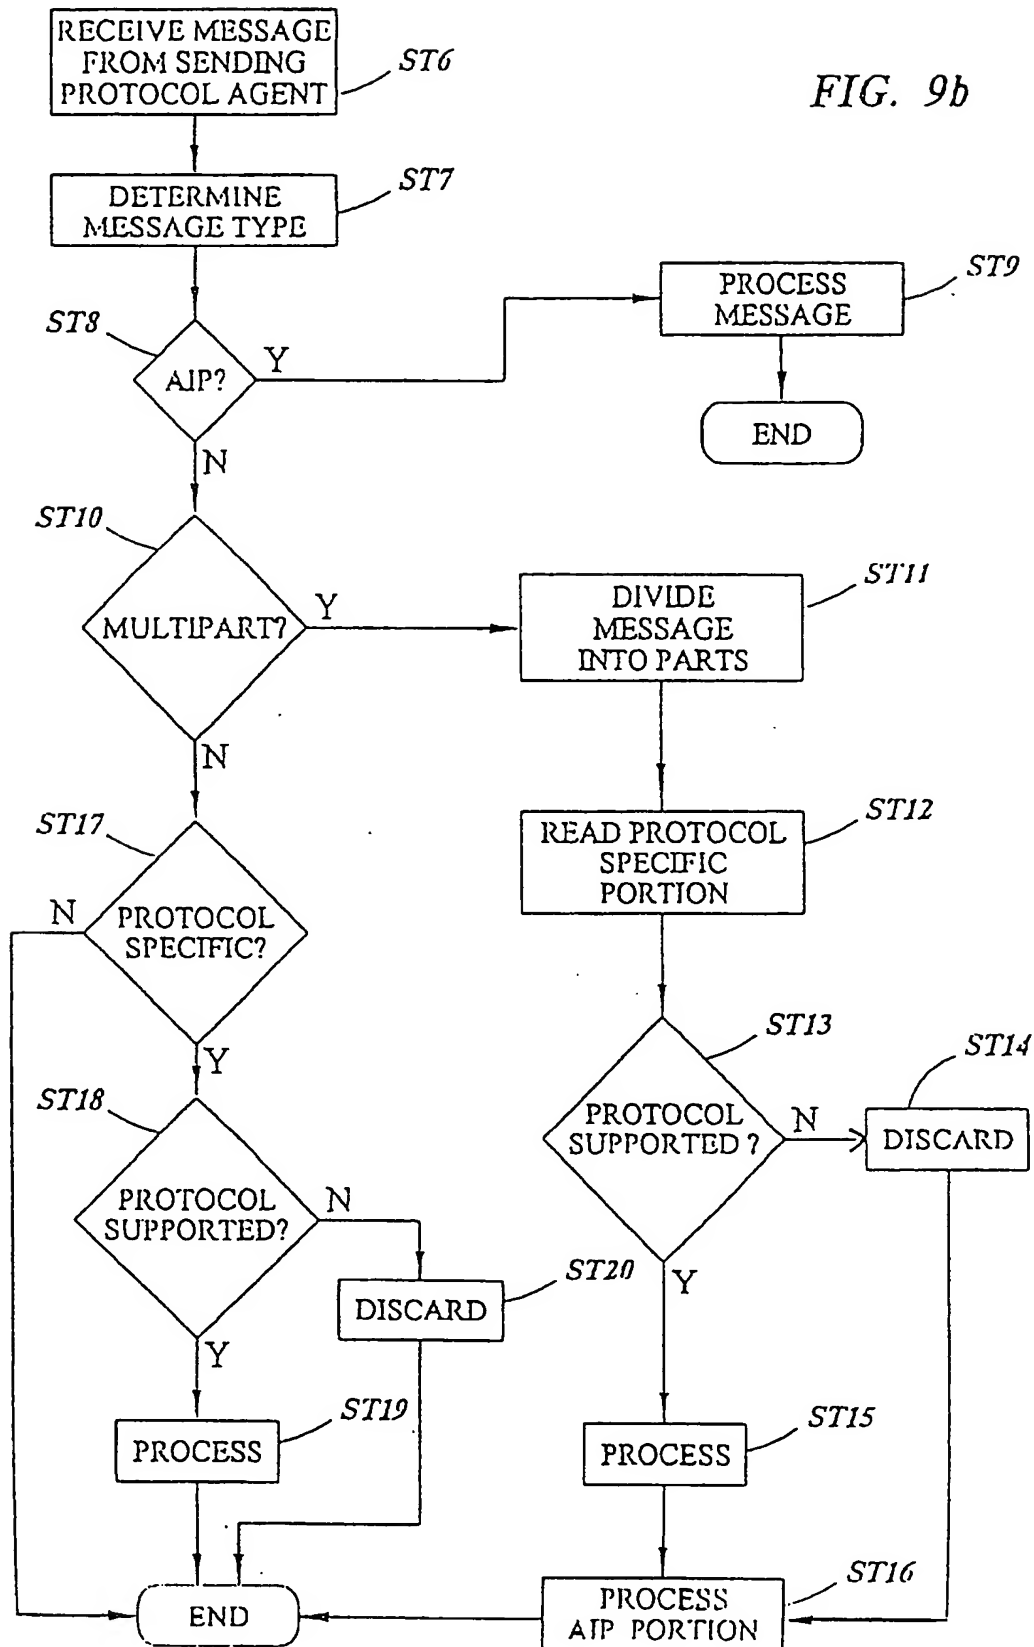 RECEIVE MESSAGE
FROM SENDING
PROTOCOL AGENT
ST6
FIG. 9b
DETERMINE
MESSAGE TYPE
ST7
ST8
AIP?
Y
N
PROCESS
MESSAGE
ST9
END
ST10
MULTIPART?
Y
N
DIVIDE
MESSAGE
INTO PARTS
ST11
READ PROTOCOL
SPECIFIC
PORTION
ST12
ST17
N
PROTOCOL
SPECIFIC?
Y
ST13
PROTOCOL
SUPPORTED ?
N
Y
ST14
DISCARD
ST18
PROTOCOL
SUPPORTED?
N
Y
ST20
DISCARD
ST19
PROCESS
ST15
PROCESS
ST16
PROCESS
AIP PORTION
END